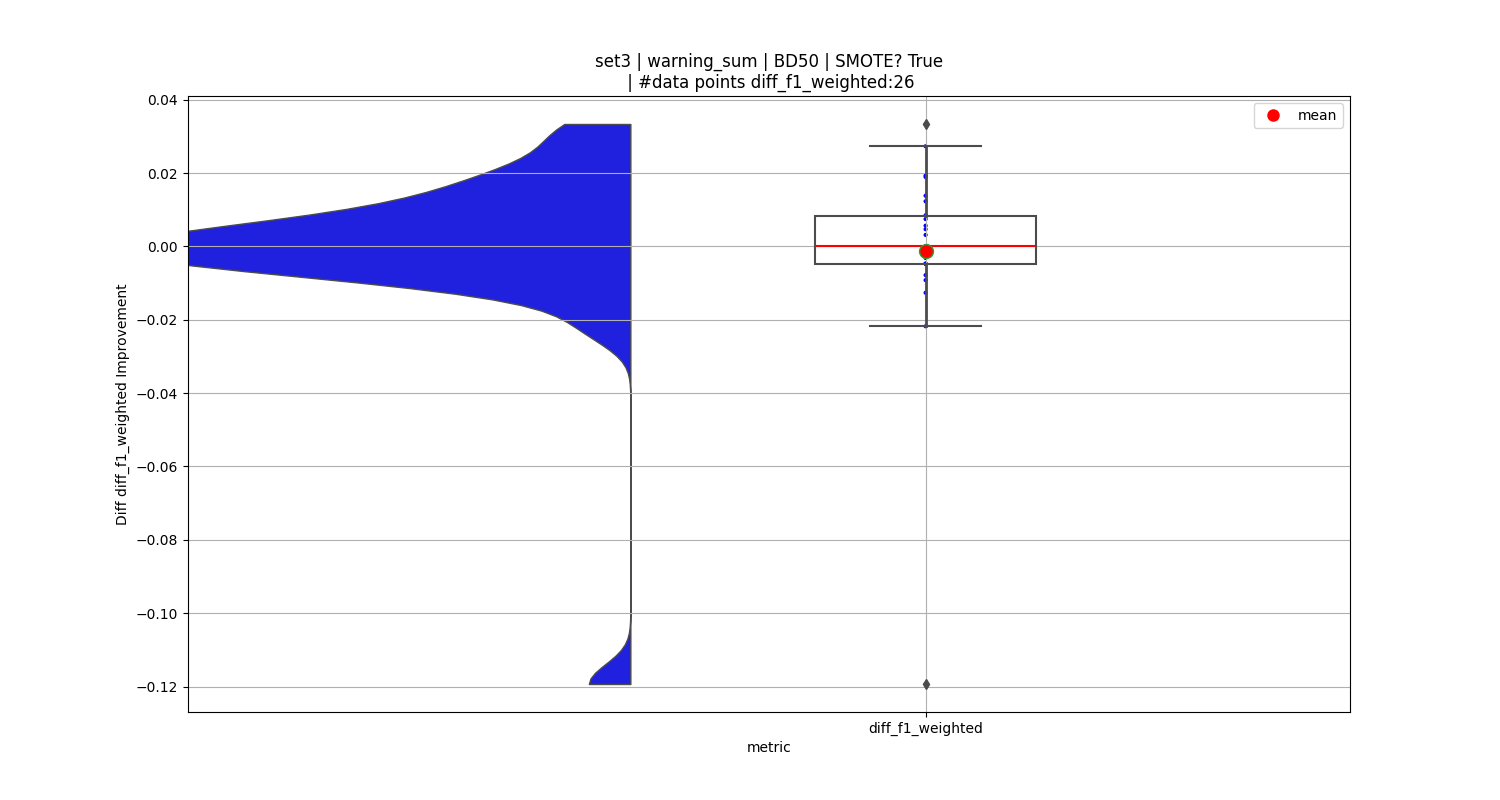 set3 | warning_sum | BD50 | SMOTE? True
| #data points diff_f1_weighted:26
mean
0.04
0.02
0.00
−0.02
−0.04
−0.06
−0.08
−0.10
−0.12
Diff diff_f1_weighted Improvement
diff_f1_weighted
metric